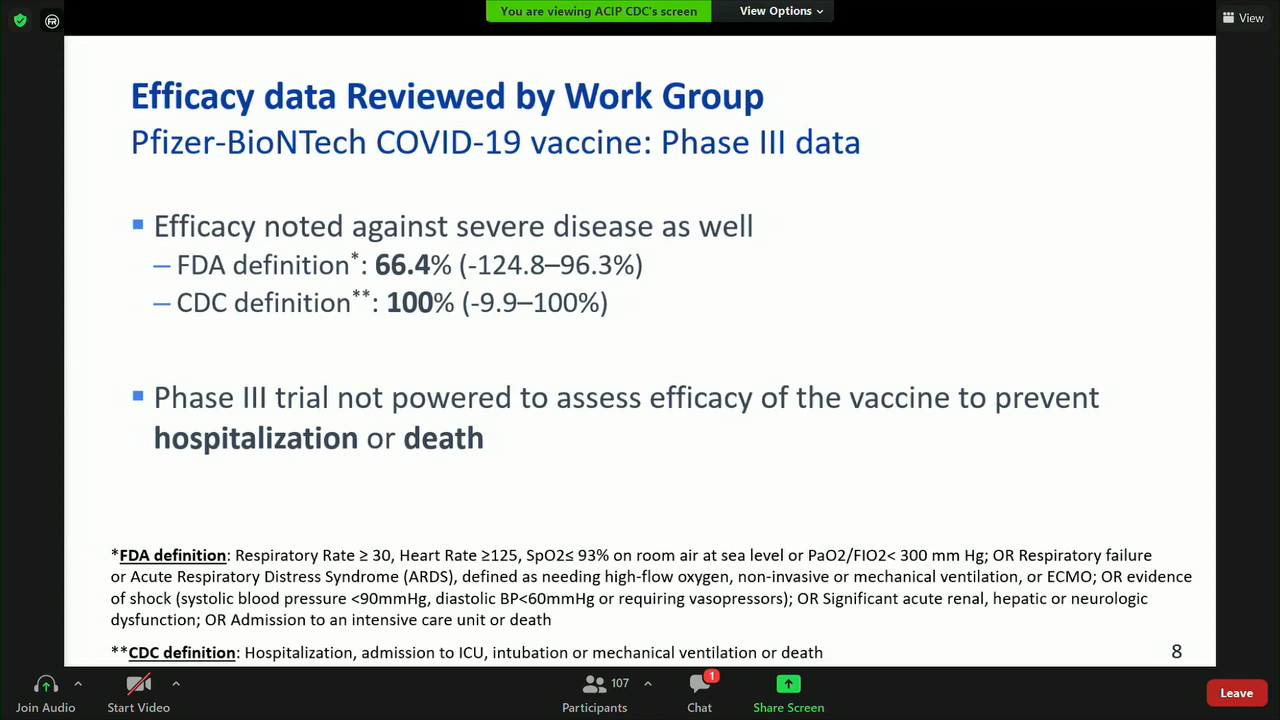 You are viewing ACIP CDC's screen
View Options
View
Efficacy data Reviewed by Work Group
Pfizer-BioNTech COVID-19 vaccine: Phase III data
Efficacy noted against severe disease as well
– FDA definition*: 66.4% (-124.8–96.3%)
– CDC definition**: 100% (-9.9–100%)
Phase III trial not powered to assess efficacy of the vaccine to prevent
hospitalization or death
*FDA definition: Respiratory Rate ≥ 30, Heart Rate ≥125, SpO2≤ 93% on room air at sea level or PaO2/FIO2< 300 mm Hg; OR Respiratory failure
or Acute Respiratory Distress Syndrome (ARDS), defined as needing high-flow oxygen, non-invasive or mechanical ventilation, or ECMO; OR evidence
of shock (systolic blood pressure <90mmHg, diastolic BP<60mmHg or requiring vasopressors); OR Significant acute renal, hepatic or neurologic
dysfunction; OR Admission to an intensive care unit or death
**CDC definition: Hospitalization, admission to ICU, intubation or mechanical ventilation or death
8
Join Audio
Start Video
107
Participants
1
Chat
Share Screen
Leave